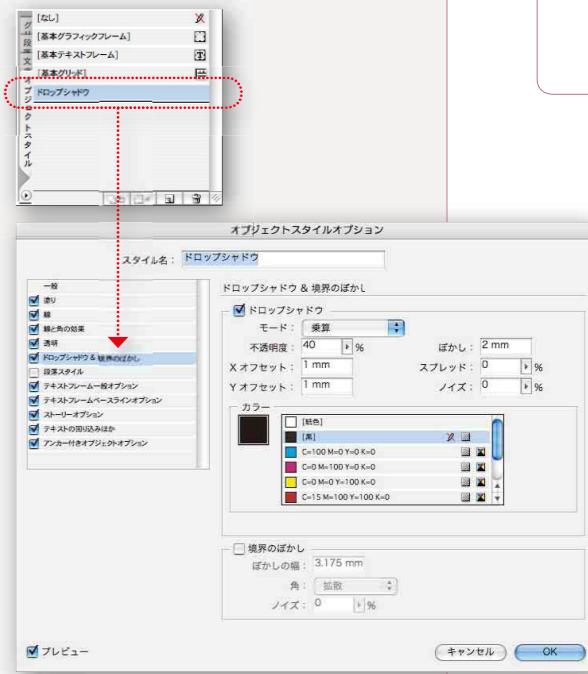 [なし]
[基本グラフィックフレーム]
[基本テキストフレーム]
[基本グリッド]
ドロップシャドウ
段
文
オブジェクトスタイル
オブジェクトスタイルオプション
スタイル名： ドロップシャドウ
一般
塗り
線
線と角の効果
透明
ドロップシャドウ & 境界のぼかし
段落スタイル
テキストフレーム一般オプション
テキストフレームベースラインオプション
ストーリーオプション
テキストの回り込みほか
アンカー付きオブジェクトオプション
ドロップシャドウ & 境界のぼかし
ドロップシャドウ
モード： 乗算
不透明度： 40 % ぼかし： 2 mm
X オフセット： 1 mm スプレッド： 0 %
Y オフセット： 1 mm ノイズ： 0 %
カラー
[紙色]
[黒]
C=100 M=0 Y=0 K=0
C=0 M=100 Y=0 K=0
C=0 M=0 Y=100 K=0
C=15 M=100 Y=100 K=0
境界のぼかし
ぼかしの幅： 3.175 mm
角： 拡散
ノイズ： 0 %
プレビュー
キャンセル OK